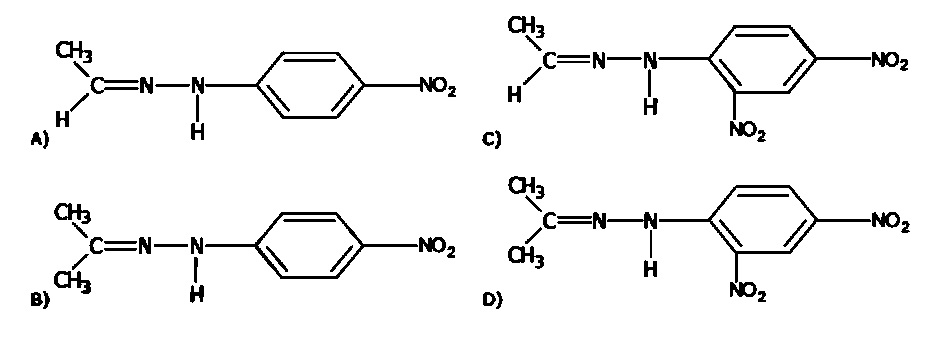 CH₃
C=N—N—NO₂
H
H
A)
CH₃
C=N—N—NO₂
H
NO₂
H
C)
CH₃
C=N—N—NO₂
CH₃
H
B)
CH₃
C=N—N—NO₂
CH₃
H
NO₂
D)